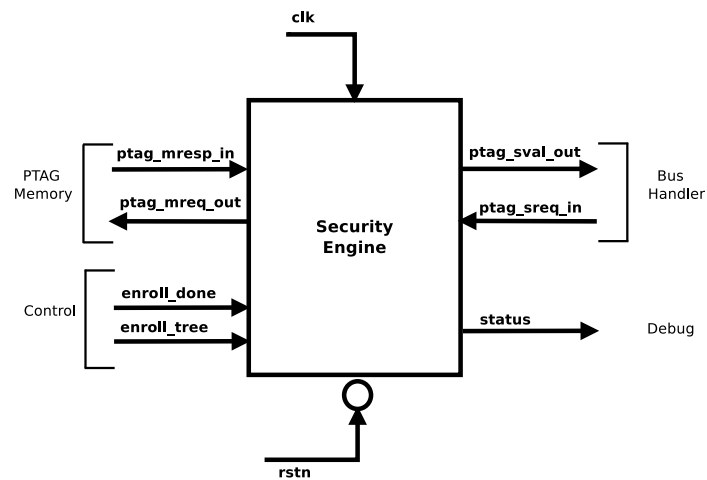 clk
PTAG
Memory
ptag_mresp_in
ptag_mreq_out
Control
enroll_done
enroll_tree
Security
Engine
ptag_sval_out
ptag_sreq_in
Bus
Handler
status
Debug
rstn